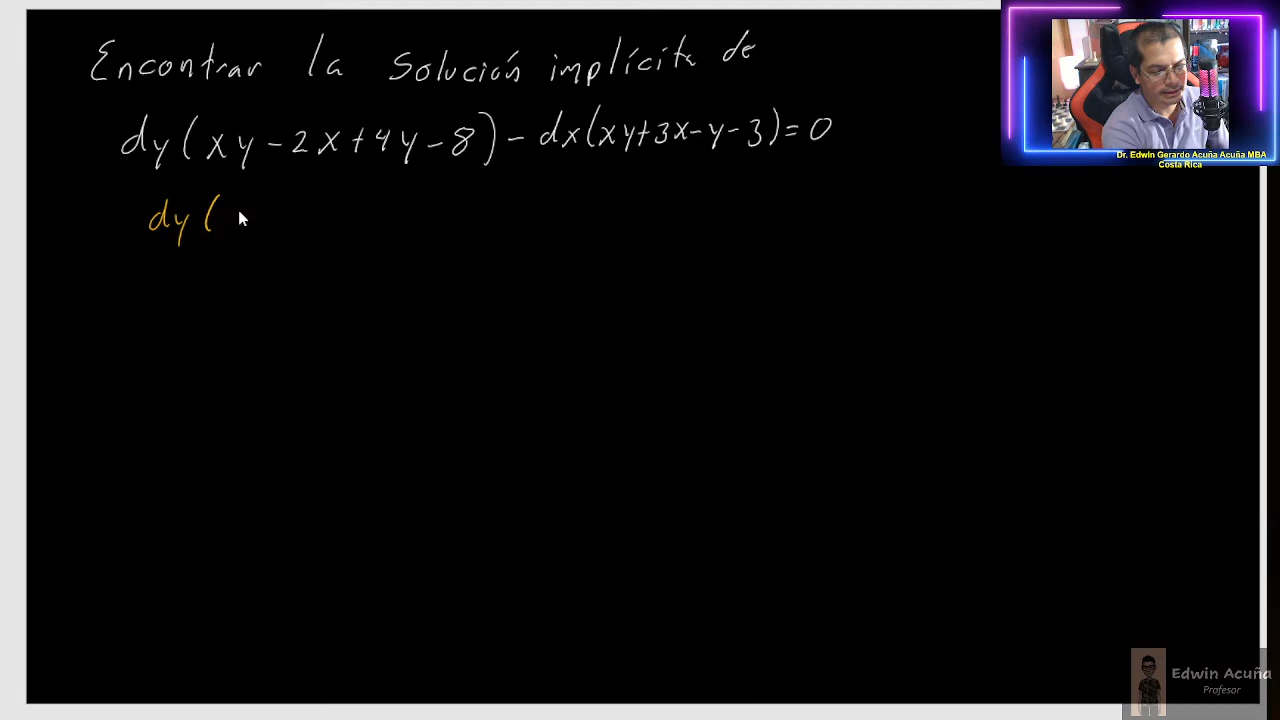 Encontrar la solución implícita de
dy(xy-2x+4y-8)-dx(xy+3x-y-3)=0
dy(
Dr. Edwin Gerardo Acuña Acuña MBA
Costa Rica
Edwin Acuña
Profesor